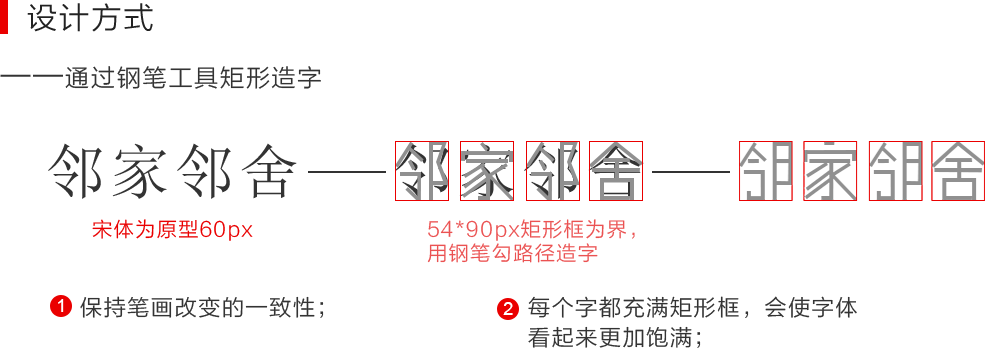 设计方式
——通过钢笔工具矩形造字
邻家邻舍 邻家邻舍 邻家邻舍
宋体为原型60px
54*90px矩形框为界，
用钢笔勾路径造字
1 保持笔画改变的一致性；
2 每个字都充满矩形框，会使字体
看起来更加饱满；